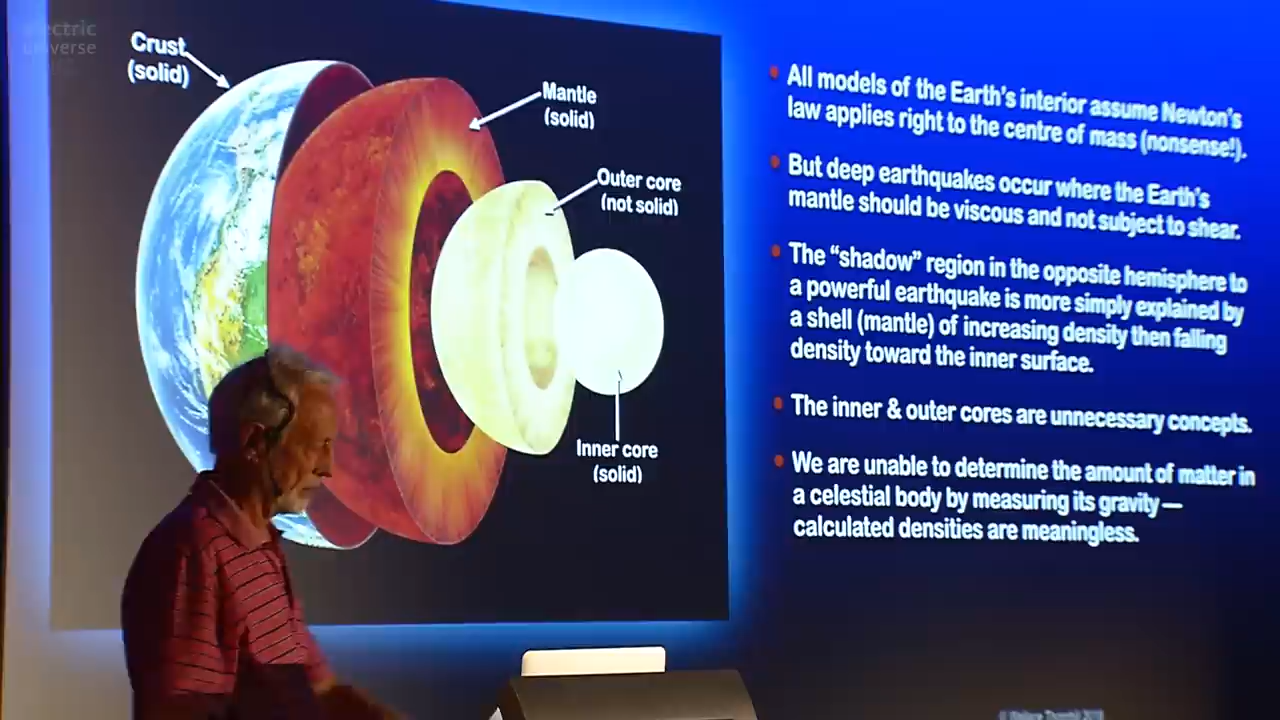 electric
universe
Crust
(solid)
Mantle
(solid)
Outer core
(not solid)
Inner core
(solid)
• All models of the Earth's interior assume Newton's
law applies right to the centre of mass (nonsense!).
• But deep earthquakes occur where the Earth's
mantle should be viscous and not subject to shear.
• The “shadow” region in the opposite hemisphere to
a powerful earthquake is more simply explained by
a shell (mantle) of increasing density then falling
density toward the inner surface.
• The inner & outer cores are unnecessary concepts.
• We are unable to determine the amount of matter in
a celestial body by measuring its gravity—
calculated densities are meaningless.